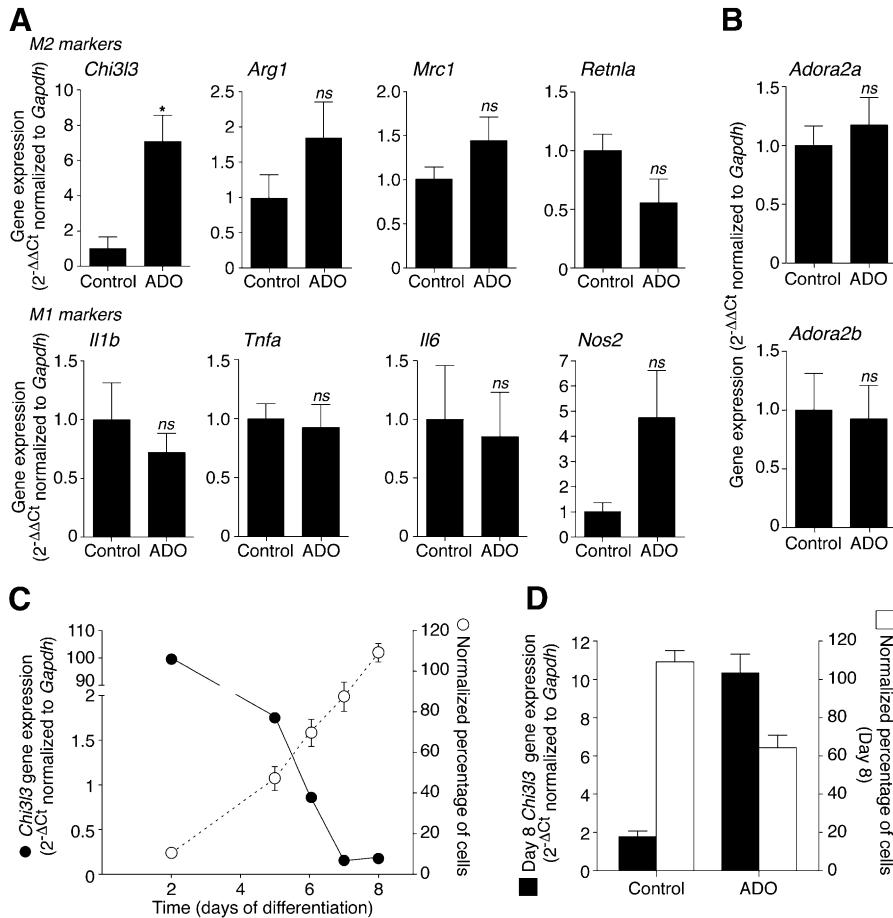 A
M2 markers
Chi3l3
Arg1
Mrc1
Retnla
Gene expression
(2-ΔΔCt normalized to Gapdh)
10
8
6
4
2
0
*
Control ADO
2.5
2
1.5
1
0.5
0
ns
Control ADO
2.0
1.5
1.0
0.5
0
ns
Control ADO
1.5
1.0
0.5
0
ns
Control ADO
M1 markers
Il1b
Tnfa
Il6
Nos2
Gene expression
(2-ΔΔCt normalized to Gapdh)
1.5
1.0
0.5
0
ns
Control ADO
1.5
1.0
0.5
0
ns
Control ADO
1.5
1.0
0.5
0
ns
Control ADO
7
6
5
4
3
2
1
0
ns
Control ADO
B
Adora2a
Gene expression (2-ΔΔCt normalized to Gapdh)
1.5
1.0
0.5
0
ns
Control ADO
Adora2b
1.5
1.0
0.5
0
ns
Control ADO
C
Chi3l3 gene expression
(2-ΔCt normalized to Gapdh)
110
100
90
2
1.5
1
0.5
0
2 4 6 8
Time (days of differentiation)
120
100
80
60
40
20
0
Normalized percentage of cells
D
Day 8 Chi3l3 gene expression
(2-ΔCt normalized to Gapdh)
12
10
8
6
4
2
0
Control ADO
120
100
80
60
40
20
0
Normalized percentage of cells
(Day 8)